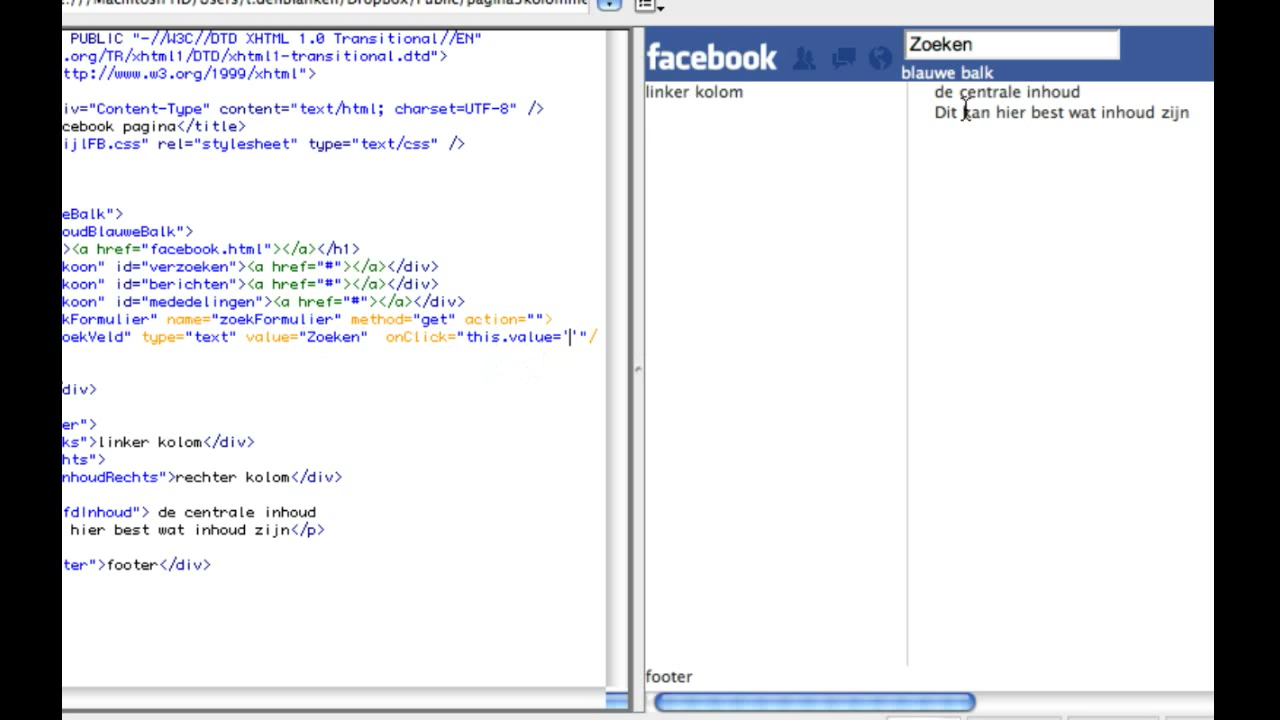 :///Macintosh HD/Users/t.denBlanken/Dropbox/Public/pagina3kolomme
PUBLIC "-//W3C//DTD XHTML 1.0 Transitional//EN"
.org/TR/xhtml1/DTD/xhtml1-transitional.dtd">
ttp://www.w3.org/1999/xhtml">
iv="Content-Type" content="text/html; charset=UTF-8" />
cebook pagina</title>
ijlFB.css" rel="stylesheet" type="text/css" />
eBalk">
oudBlauweBalk">
><a href="facebook.html"></a></h1>
koon" id="verzoeken"><a href="#"></a></div>
koon" id="berichten"><a href="#"></a></div>
koon" id="mededelingen"><a href="#"></a></div>
kFormulier" name="zoekFormulier" method="get" action="">
oekVeld" type="text" value="Zoeken" onClick="this.value=''"/
div>
er">
ks">linker kolom</div>
hts">
nhoudRechts">rechter kolom</div>
fdInhoud"> de centrale inhoud
hier best wat inhoud zijn</p>
ter">footer</div>
facebook
Zoeken
blauwe balk
linker kolom
de centrale inhoud
Dit kan hier best wat inhoud zijn
footer